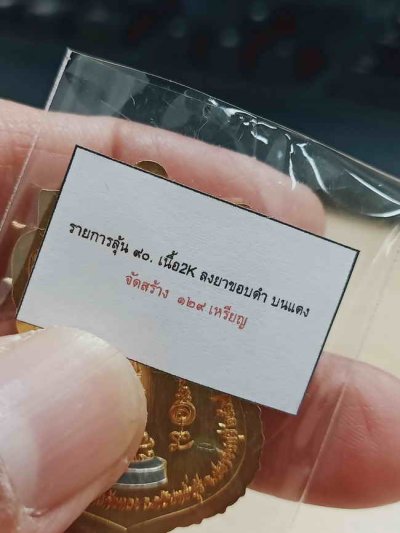 รายการลุ้น ๙๐. เนื้อ2K ลงยาขอบดำ บนแดง
จัดสร้าง ๑๒๙ เหรียญ